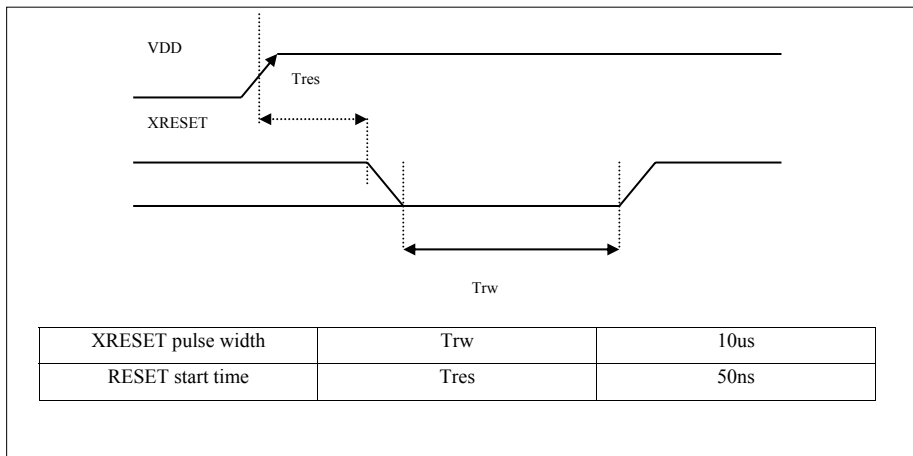 VDD
Tres
XRESET
Trw
XRESET pulse width Trw 10us
RESET start time Tres 50ns